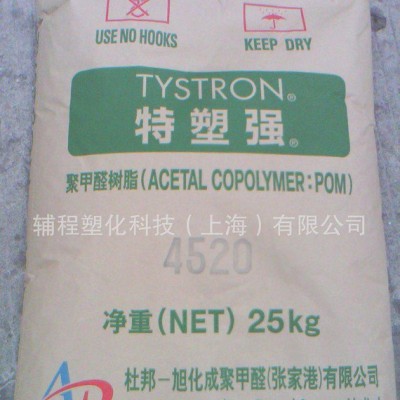 USE NO HOOKS
KEEP DRY
TYSTRON®
特塑强®
聚甲醛树脂(ACETAL COPOLYMER:POM)
辅程塑化科技(上海)有限公司
4520
净重(NET) 25kg
杜邦一旭化成聚甲醛(张家港)有限公司